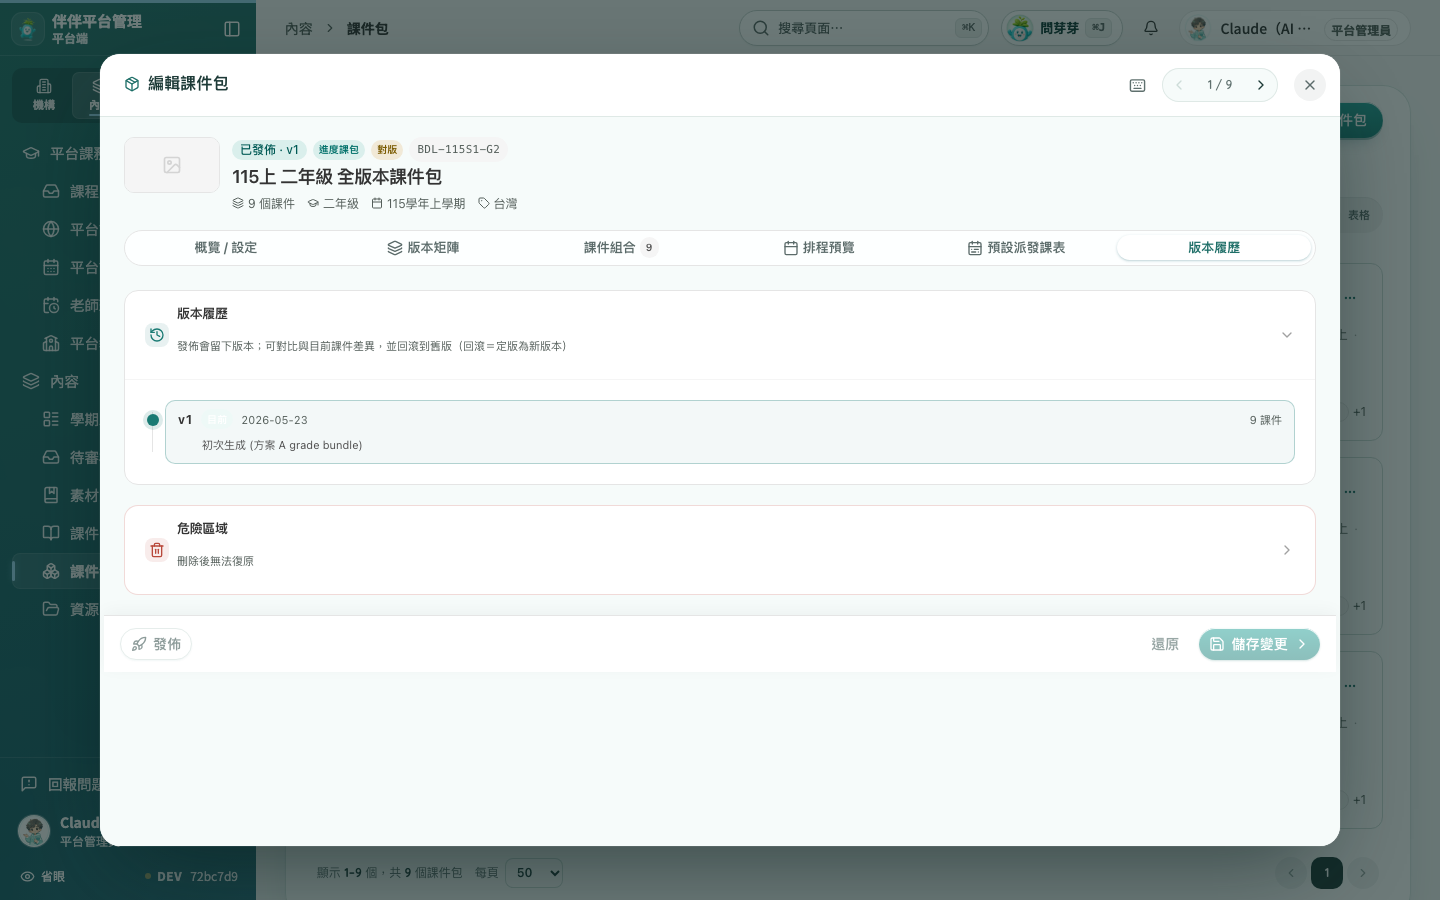 伴伴平台管理
平台端
內容
課件包
搜尋頁面…
⌘K
問芽芽
⌘J
Claude（AI …
平台管理員
機構
平台課
課程
平台
平台
老師
平台
內容
學期
待審
素材
課件
課件
資源
回報問題
Claud
平台管理
省眼
DEV 72bc7d9
件包
表格
+1
+1
+1
編輯課件包
1 / 9
已發佈 · v1
進度課包
對版
BDL-115S1-G2
115上 二年級 全版本課件包
9 個課件
二年級
115學年上學期
台灣
概覽 / 設定
版本矩陣
課件組合 9
排程預覽
預設派發課表
版本履歷
版本履歷
發佈會留下版本；可對比與目前課件差異，並回滾到舊版（回滾＝定版為新版本）
v1
2026-05-23
9 課件
初次生成 (方案 A grade bundle)
危險區域
刪除後無法復原
發佈
還原
儲存變更
顯示 1-9 個，共 9 個課件包
每頁
50
1